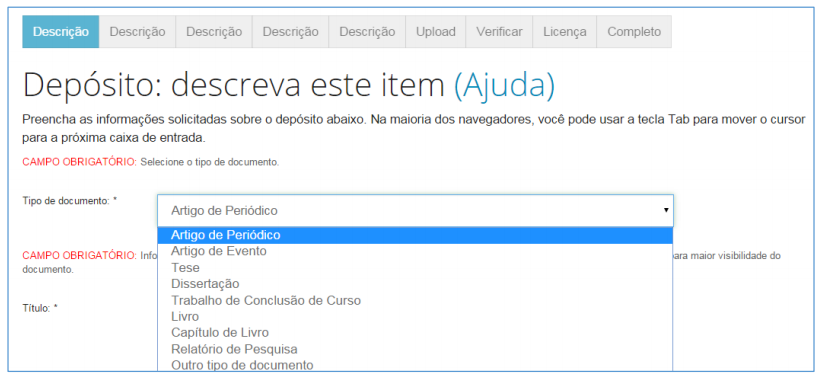 Descrição Descrição Descrição Descrição Descrição Upload Verificar Licença Completo
Depósito: descreva este item (Ajuda)
Preencha as informações solicitadas sobre o depósito abaixo. Na maioria dos navegadores, você pode usar a tecla Tab para mover o cursor
para a próxima caixa de entrada.
CAMPO OBRIGATÓRIO: Selecione o tipo de documento.
Tipo de documento: *
Artigo de Periódico
Artigo de Periódico
Artigo de Evento
Tese
Dissertação
Trabalho de Conclusão de Curso
Livro
Capítulo de Livro
Relatório de Pesquisa
Outro tipo de documento
CAMPO OBRIGATÓRIO: Info ara maior visibilidade do
documento.
Título: *